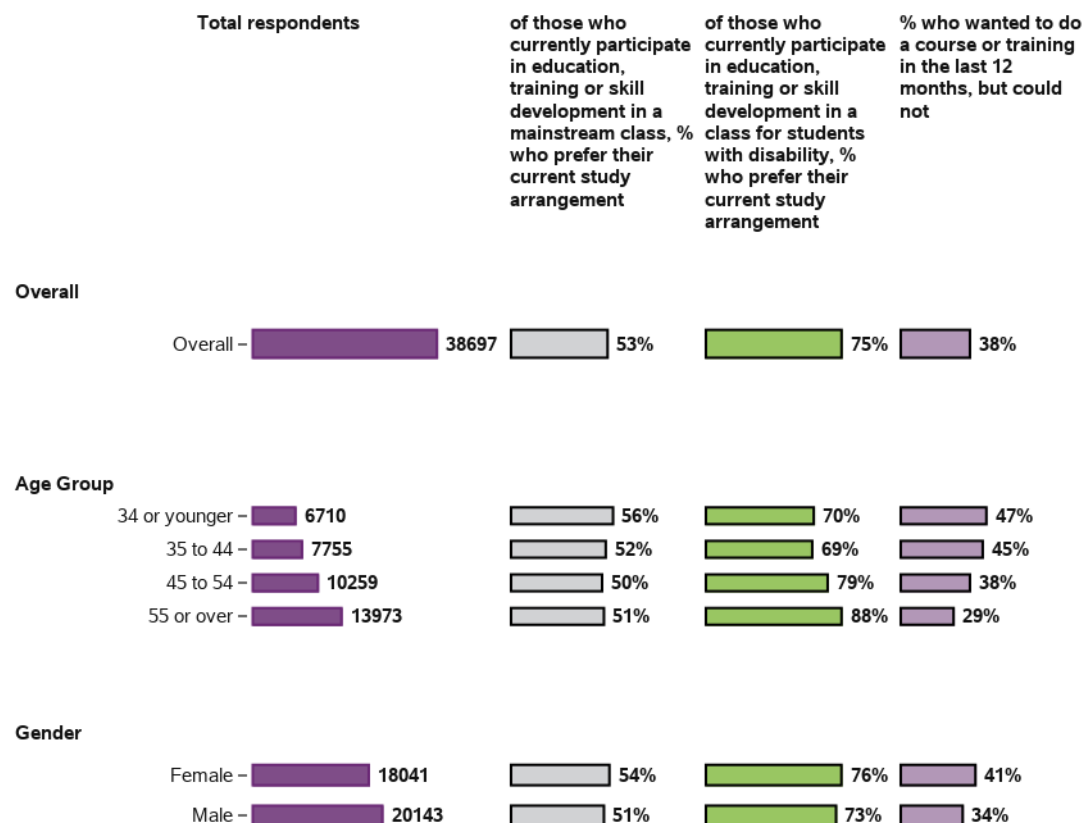 Total respondents
of those who
currently participate
in education,
training or skill
development in a
mainstream class, %
who prefer their
current study
arrangement
of those who
currently participate
in education,
training or skill
development in a
class for students
with disability, %
who prefer their
current study
arrangement
% who wanted to do
a course or training
in the last 12
months, but could
not
Overall
Overall 38697 53% 75% 38%
Age Group
34 or younger 6710 56% 70% 47%
35 to 44 7755 52% 69% 45%
45 to 54 10259 50% 79% 38%
55 or over 13973 51% 88% 29%
Gender
Female 18041 54% 76% 41%
Male 20143 51% 73% 34%